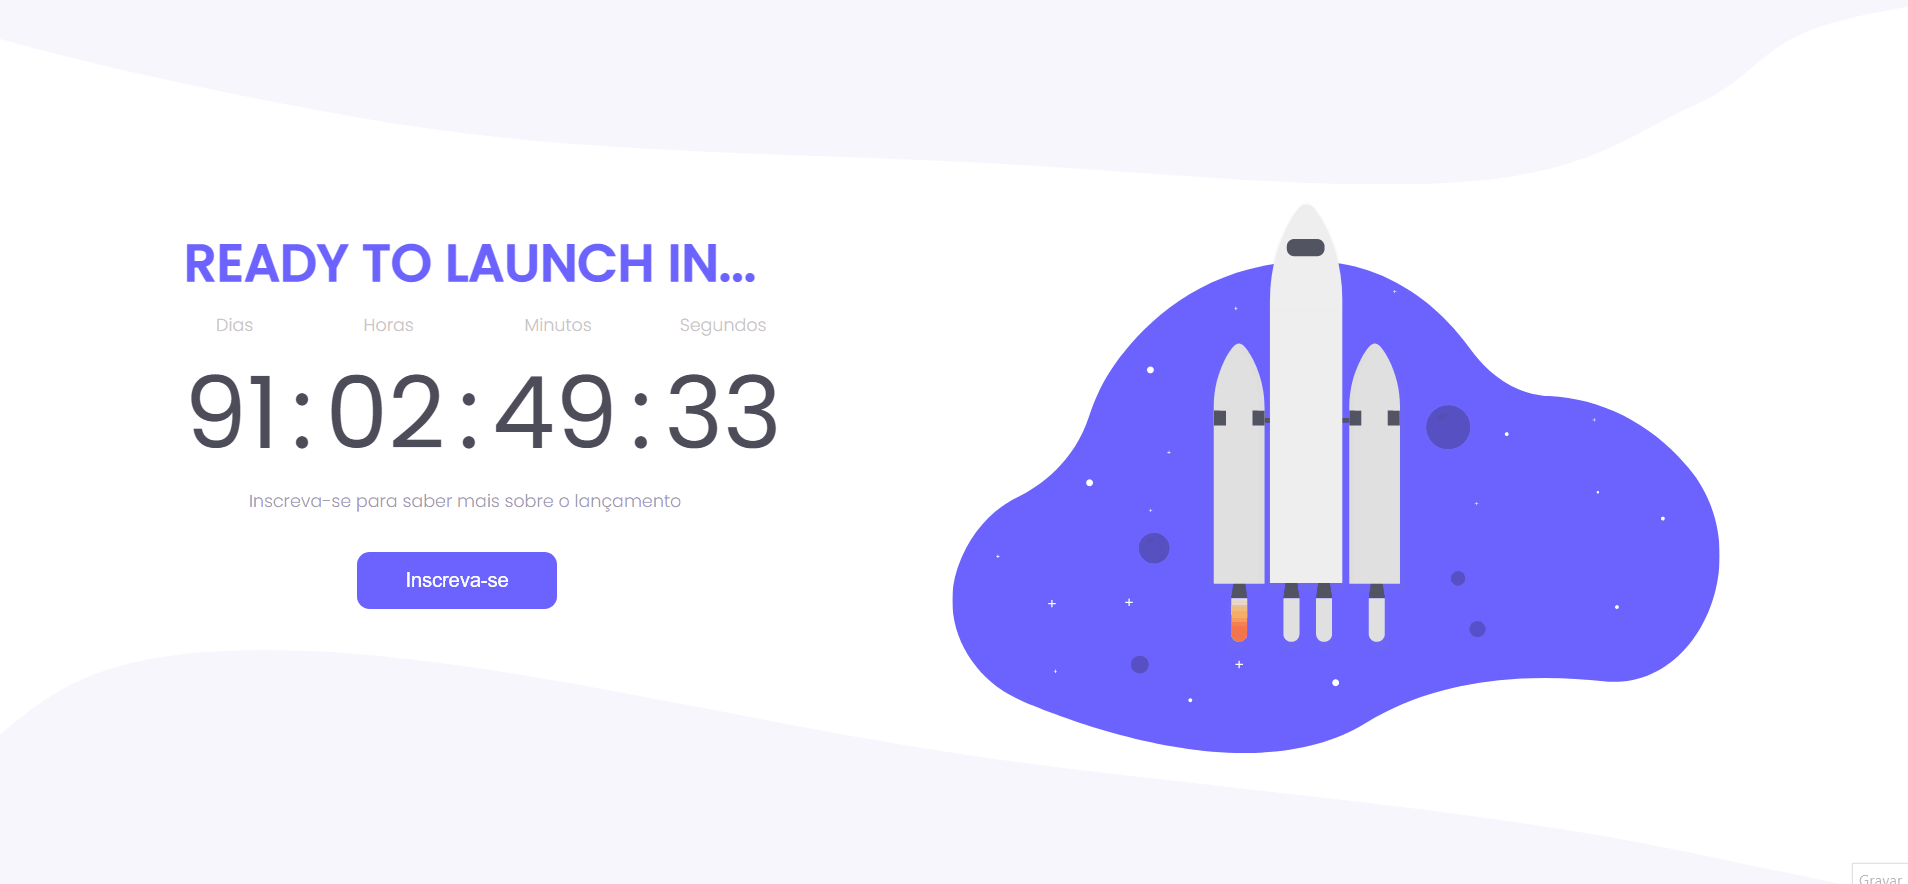 READY TO LAUNCH IN...
Dias Horas Minutos Segundos
91:02:49:33
Inscreva-se para saber mais sobre o lançamento
Inscreva-se
Gravar